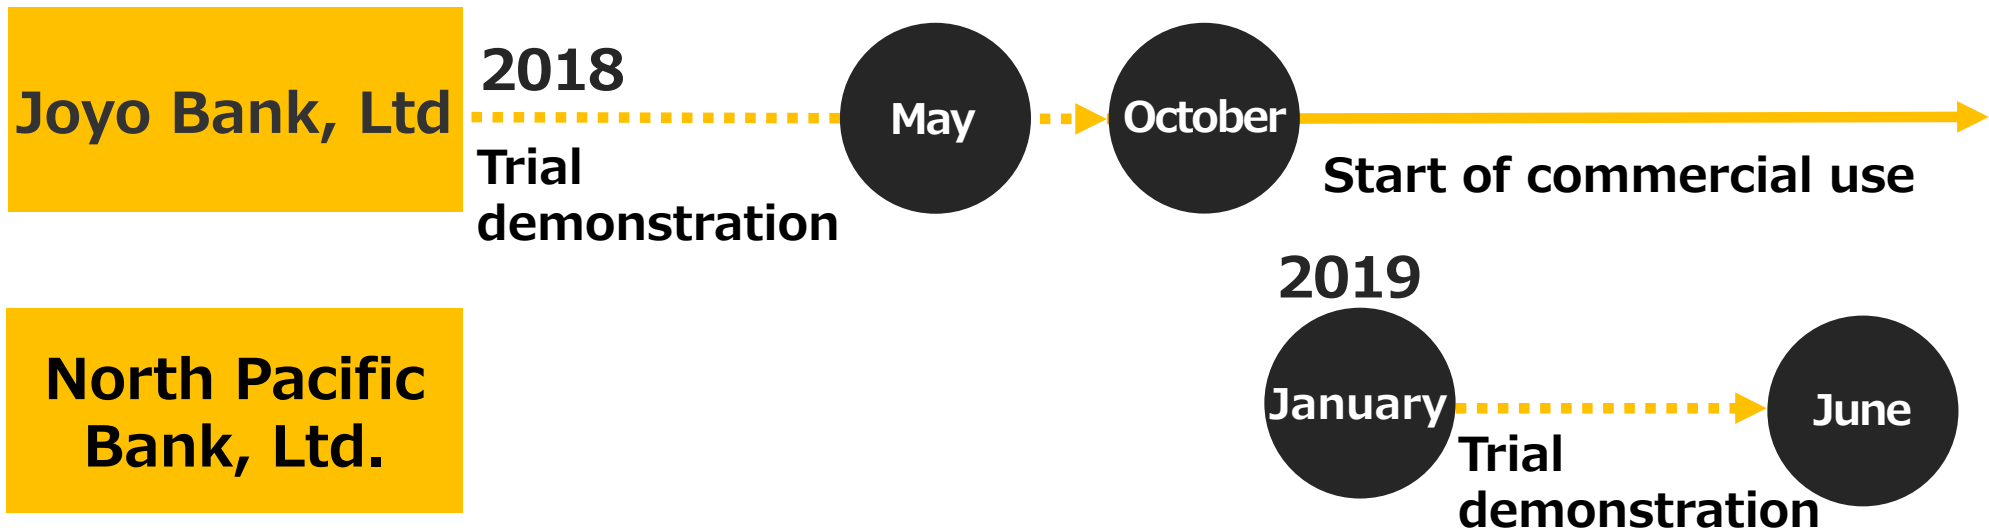 Joyo Bank, Ltd
2018
Trial
demonstration
May
October
Start of commercial use
North Pacific
Bank, Ltd.
2019
January
Trial
demonstration
June